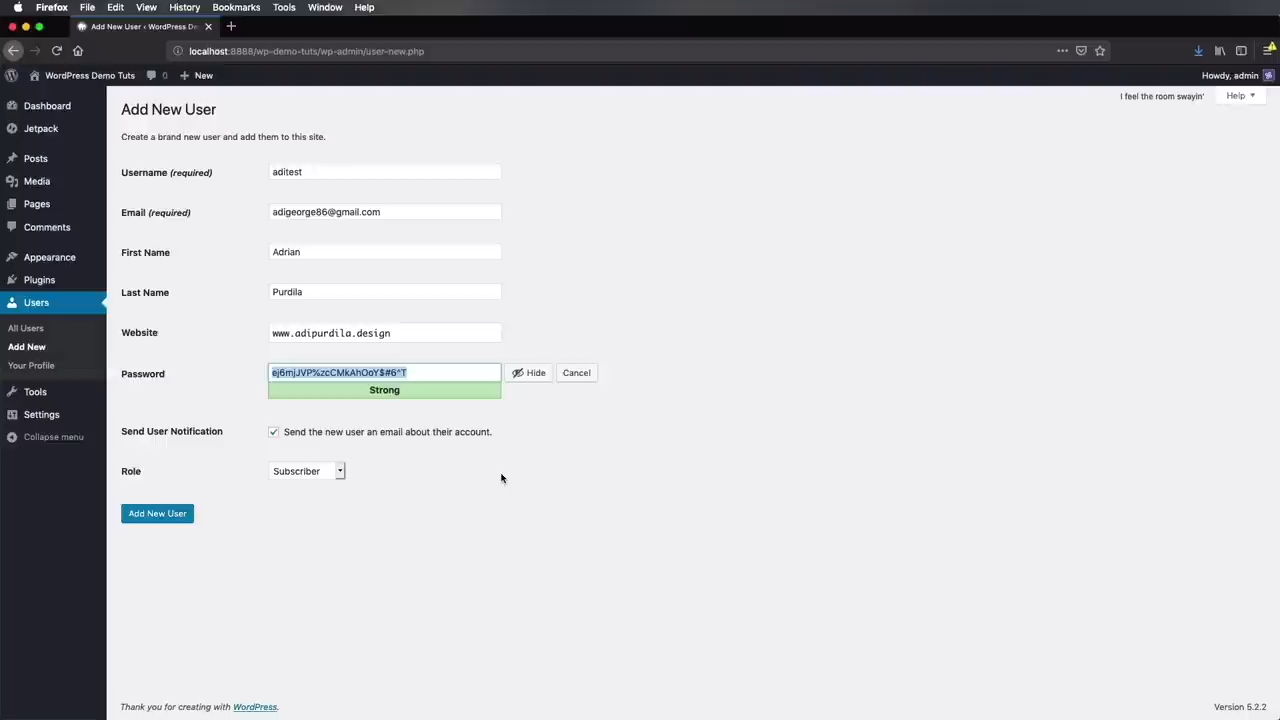 Firefox File Edit View History Bookmarks Tools Window Help
Add New User ‹ WordPress De
localhost:8888/wp-demo-tuts/wp-admin/user-new.php
WordPress Demo Tuts 0 New Howdy, admin
I feel the room swayin' Help
Dashboard
Jetpack
Posts
Media
Pages
Comments
Appearance
Plugins
Users
All Users
Add New
Your Profile
Tools
Settings
Collapse menu
Add New User
Create a brand new user and add them to this site.
Username (required) aditest
Email (required) adigeorge86@gmail.com
First Name Adrian
Last Name Purdila
Website www.adipurdila.design
Password ej6mjJVP%zcCMkAhOoY$#6^T Hide Cancel
Strong
Send User Notification Send the new user an email about their account.
Role Subscriber
Add New User
Thank you for creating with WordPress. Version 5.2.2